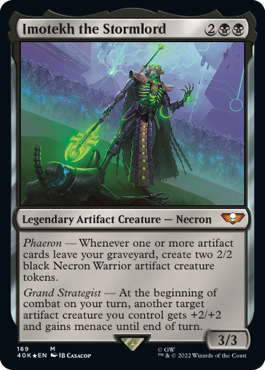 Imotekh the Stormlord 2
Legendary Artifact Creature — Necron
Phaeron — Whenever one or more artifact
cards leave your graveyard, create two 2/2
black Necron Warrior artifact creature
tokens.
Grand Strategist — At the beginning of
combat on your turn, another target
artifact creature you control gets +2/+2
and gains menace until end of turn.
3/3
169 M
40K★EN CASACOP
© GW
™ & © 2022 Wizards of the Coast